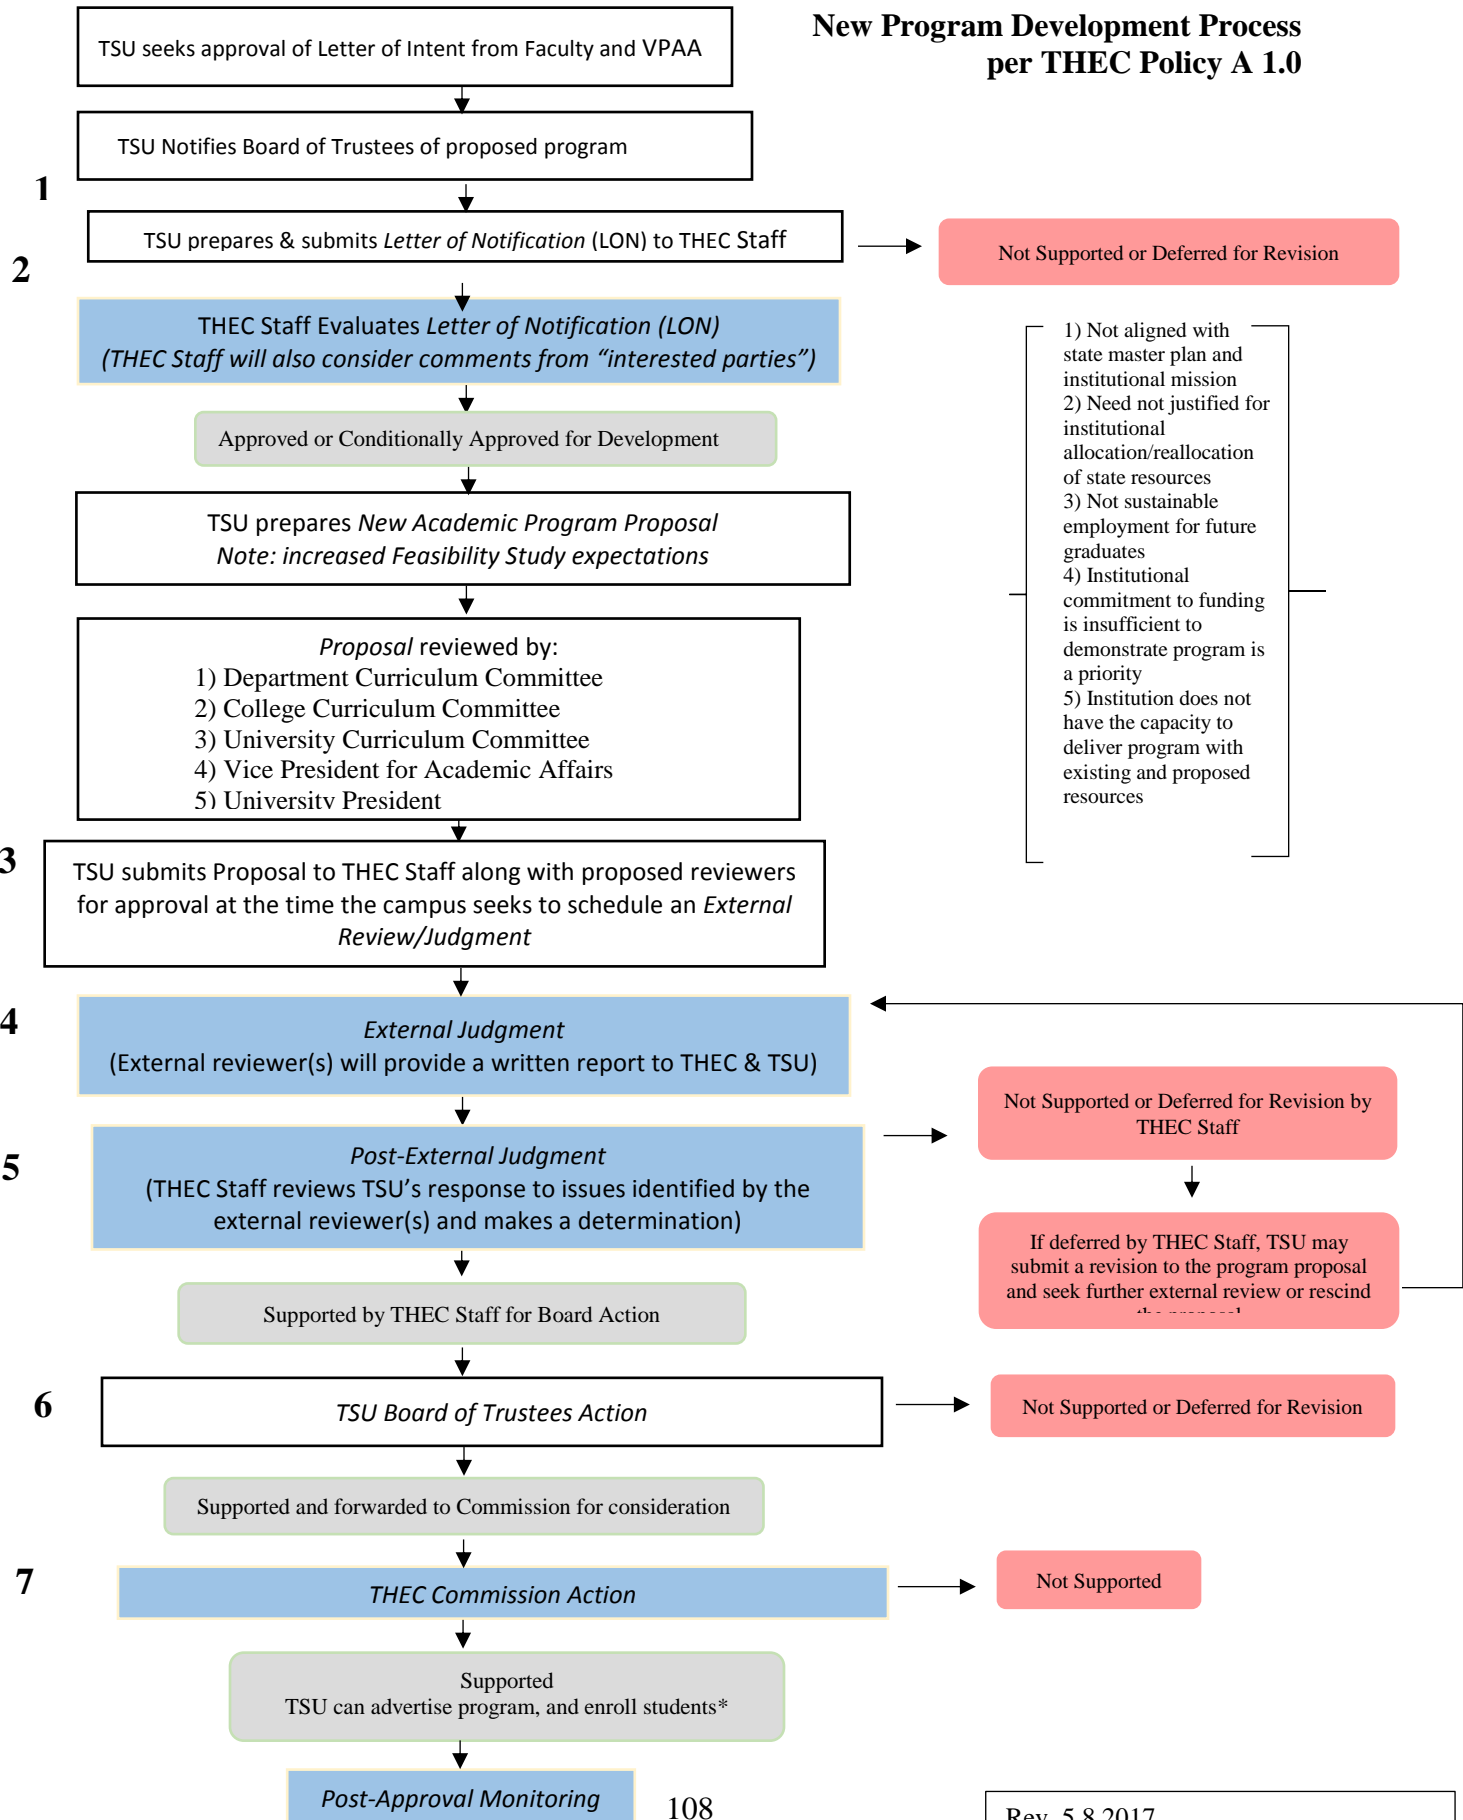 New Program Development Process
per THEC Policy A 1.0
TSU seeks approval of Letter of Intent from Faculty and VPAA
TSU Notifies Board of Trustees of proposed program
1
TSU prepares & submits Letter of Notification (LON) to THEC Staff
Not Supported or Deferred for Revision
2
THEC Staff Evaluates Letter of Notification (LON)
(THEC Staff will also consider comments from “interested parties”)
1) Not aligned with
state master plan and
institutional mission
2) Need not justified for
institutional
allocation/reallocation
of state resources
3) Not sustainable
employment for future
graduates
4) Institutional
commitment to funding
is insufficient to
demonstrate program is
a priority
5) Institution does not
have the capacity to
deliver program with
existing and proposed
resources
Approved or Conditionally Approved for Development
TSU prepares New Academic Program Proposal
Note: increased Feasibility Study expectations
Proposal reviewed by:
1) Department Curriculum Committee
2) College Curriculum Committee
3) University Curriculum Committee
4) Vice President for Academic Affairs
5) University President
3
TSU submits Proposal to THEC Staff along with proposed reviewers
for approval at the time the campus seeks to schedule an External
Review/Judgment
4
External Judgment
(External reviewer(s) will provide a written report to THEC & TSU)
5
Post-External Judgment
(THEC Staff reviews TSU’s response to issues identified by the
external reviewer(s) and makes a determination)
Not Supported or Deferred for Revision by
THEC Staff
If deferred by THEC Staff, TSU may
submit a revision to the program proposal
and seek further external review or rescind
the proposal
Supported by THEC Staff for Board Action
6
TSU Board of Trustees Action
Not Supported or Deferred for Revision
Supported and forwarded to Commission for consideration
7
THEC Commission Action
Not Supported
Supported
TSU can advertise program, and enroll students*
Post-Approval Monitoring
108
Rev. 5.8.2017